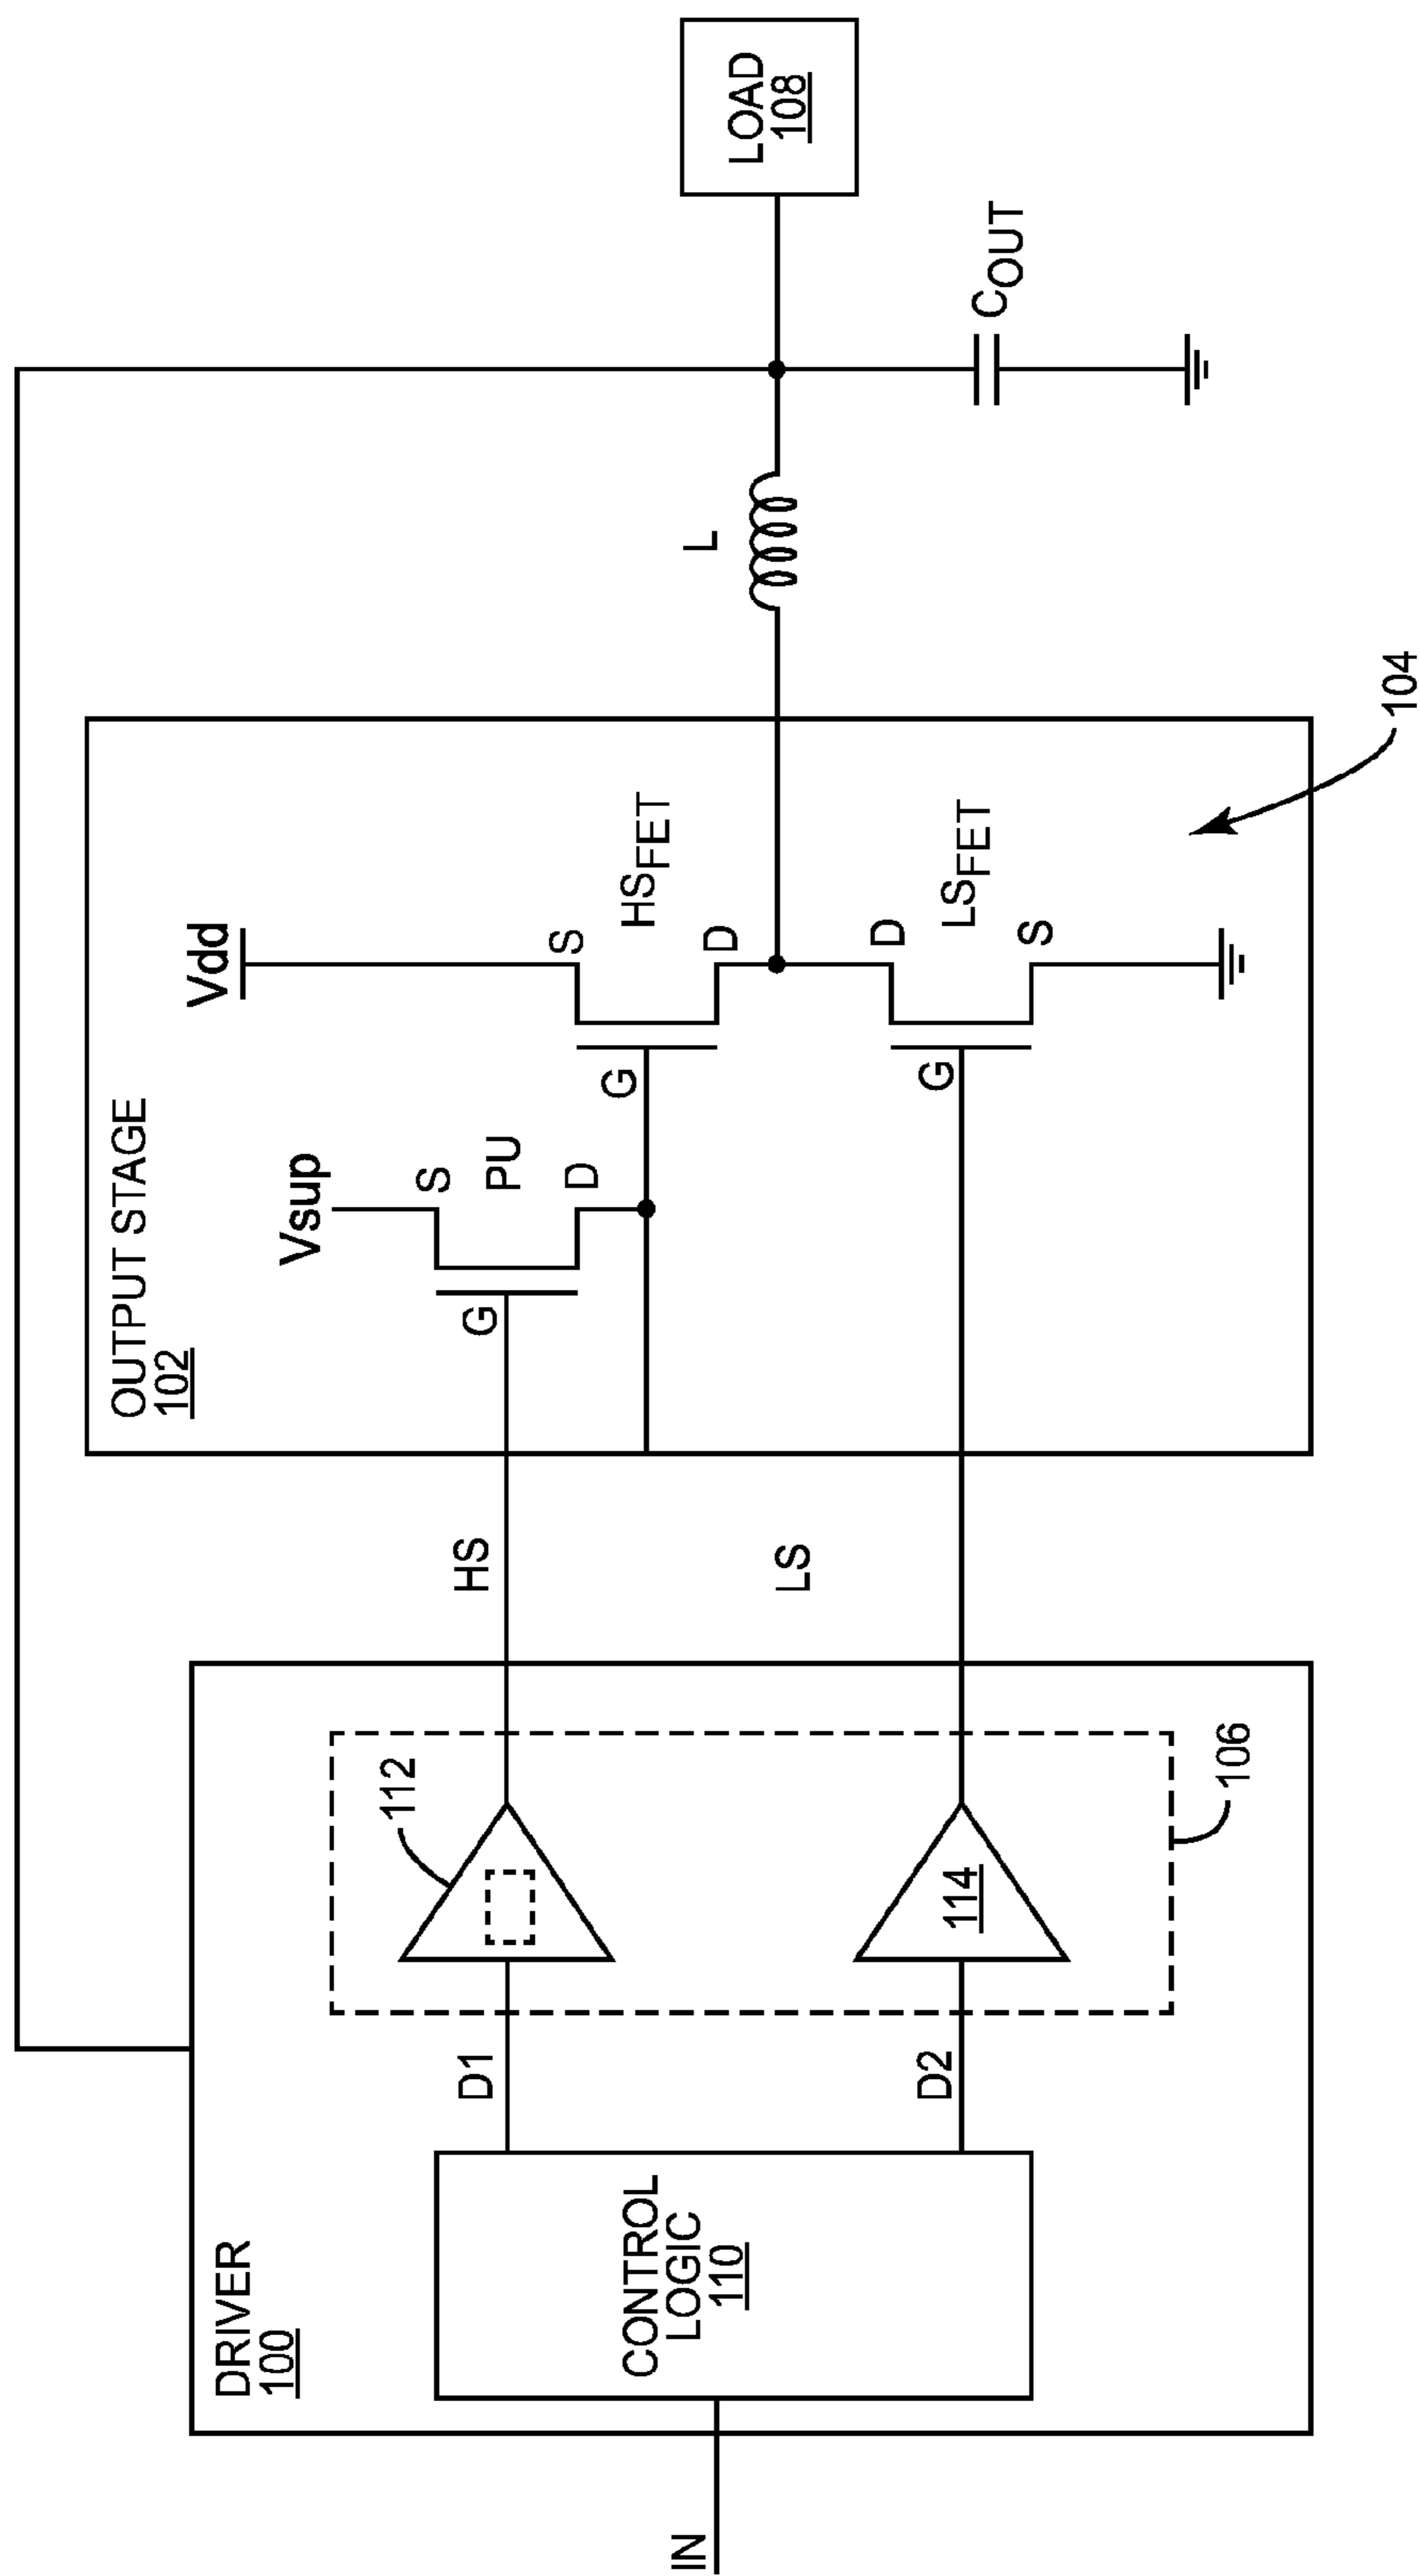 DRIVER
100
IN
CONTROL
LOGIC
110
D1
D2
112
114
106
HS
LS
OUTPUT STAGE
102
Vsup
S
PU
D
G
Vdd
S
HSFET
D
G
D
LSFET
S
G
104
L
COUT
LOAD
108